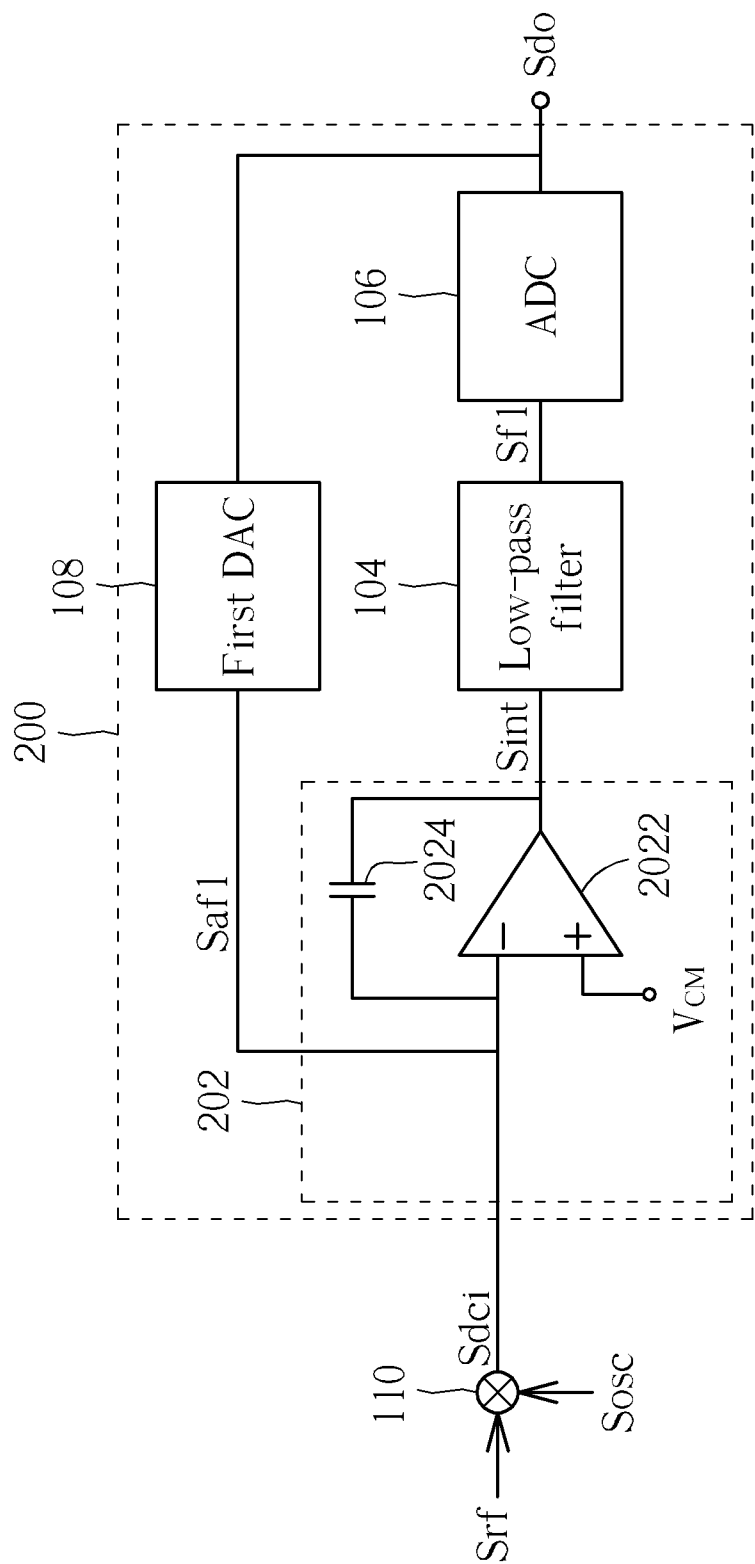 200
108
First DAC
Saf1
202
2024
2022
V_CM
−
+
Sint
104
Low-pass
filter
Sf1
106
ADC
Sdo
Srf
110
Sdci
Sosc